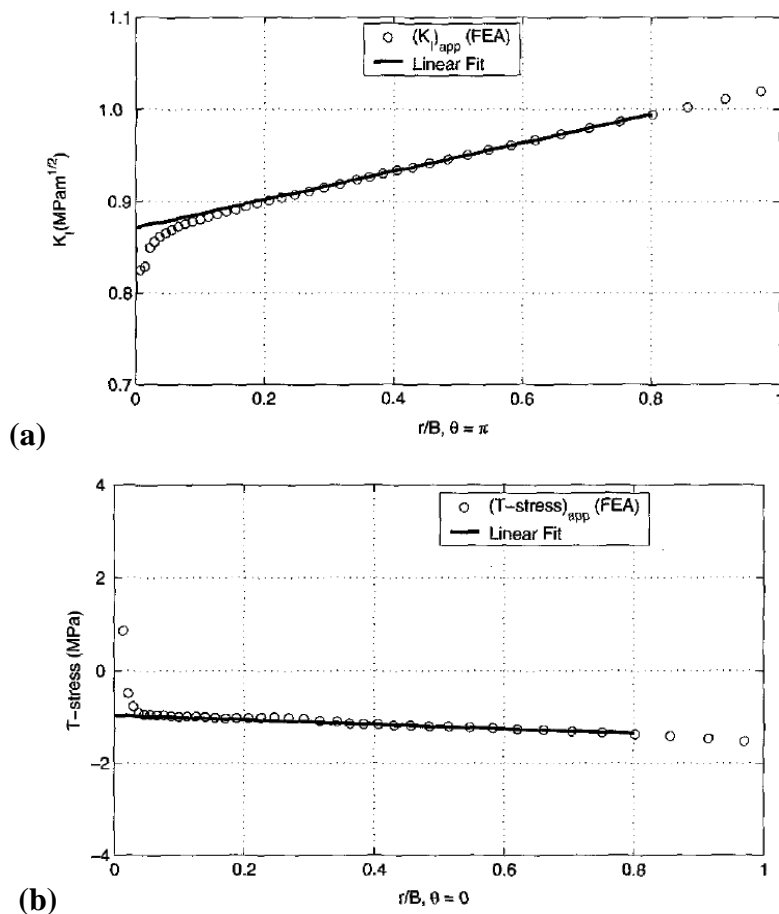 1.1
(K_I)_app (FEA)
Linear Fit
1.0
0.9
0.8
0.7
K_I(MPam^1/2)
0
0.2
0.4
0.6
0.8
1
r/B, θ = π
(a)
4
(T-stress)_app (FEA)
Linear Fit
2
0
−2
−4
T-stress (MPa)
0
0.2
0.4
0.6
0.8
1
r/B, θ = 0
(b)